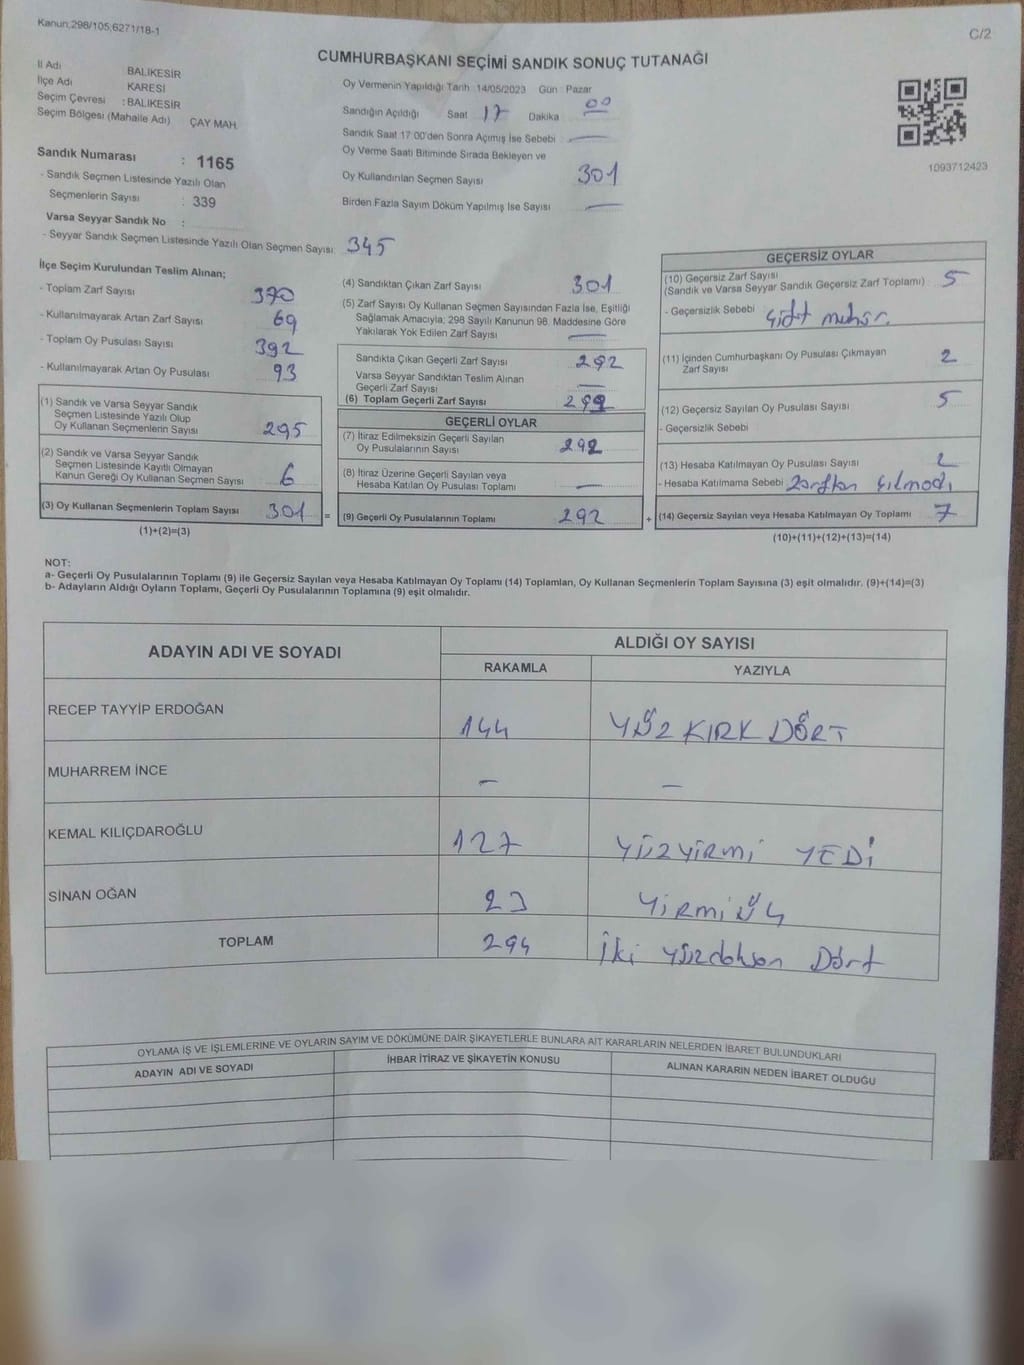 Kanun,298/105,6271/18-1
C/2
CUMHURBAŞKANI SEÇİMİ SANDIK SONUÇ TUTANAĞI
İl Adı BALIKESİR
İlçe Adı KARESİ
Seçim Çevresi : BALIKESİR
Seçim Bölgesi (Mahalle Adı) ÇAY MAH.
Sandık Numarası : 1165
- Sandık Seçmen Listesinde Yazılı Olan
Seçmenlerin Sayısı : 339
Varsa Seyyar Sandık No :
- Seyyar Sandık Seçmen Listesinde Yazılı Olan Seçmen Sayısı: 345
Oy Vermenin Yapıldığı Tarih 14/05/2023 Gün Pazar
Sandığın Açıldığı Saat 17 Dakika 00
Sandık Saat 17:00'den Sonra Açmış İse Sebebi —
Oy Verme Saati Bitiminde Sırada Bekleyen ve
Oy Kullandırılan Seçmen Sayısı 301
Birden Fazla Sayım Döküm Yapılmış İse Sayısı —
1093712423
İlçe Seçim Kurulundan Teslim Alınan;
- Toplam Zarf Sayısı 370
- Kullanılmayarak Artan Zarf Sayısı 69
- Toplam Oy Pusulası Sayısı 392
- Kullanılmayarak Artan Oy Pusulası 93
(1) Sandık ve Varsa Seyyar Sandık
Seçmen Listesinde Yazılı Olup
Oy Kullanan Seçmenlerin Sayısı 295
(2) Sandık ve Varsa Seyyar Sandık
Seçmen Listesinde Kayıtlı Olmayan
Kanun Gereği Oy Kullanan Seçmen Sayısı 6
(3) Oy Kullanan Seçmenlerin Toplam Sayısı 301 =
(1)+(2)=(3)
(4) Sandıktan Çıkan Zarf Sayısı 301
(5) Zarf Sayısı Oy Kullanan Seçmen Sayısından Fazla İse, Eşitliği
Sağlamak Amacıyla; 298 Sayılı Kanunun 98. Maddesine Göre
Yakılarak Yok Edilen Zarf Sayısı —
Sandıkta Çıkan Geçerli Zarf Sayısı 292
Varsa Seyyar Sandıktan Teslim Alınan
Geçerli Zarf Sayısı —
(6) Toplam Geçerli Zarf Sayısı
GEÇERLİ OYLAR
(7) İtiraz Edilmeksizin Geçerli Sayılan
Oy Pusulalarının Sayısı 292
(8) İtiraz Üzerine Geçerli Sayılan veya
Hesaba Katılan Oy Pusulası Toplamı —
(9) Geçerli Oy Pusulalarının Toplamı 292 +
GEÇERSİZ OYLAR
(10) Geçersiz Zarf Sayısı
(Sandık ve Varsa Seyyar Sandık Geçersiz Zarf Toplamı) 5
- Geçersizlik Sebebi
(11) İçinden Cumhurbaşkanı Oy Pusulası Çıkmayan
Zarf Sayısı 2
(12) Geçersiz Sayılan Oy Pusulası Sayısı 5
- Geçersizlik Sebebi
(13) Hesaba Katılmayan Oy Pusulası Sayısı 2
- Hesaba Katılmama Sebebi Zarftan
(14) Geçersiz Sayılan veya Hesaba Katılmayan Oy Toplamı 7
(10)+(11)+(12)+(13)=(14)
NOT:
a- Geçerli Oy Pusulalarının Toplamı (9) ile Geçersiz Sayılan veya Hesaba Katılmayan Oy Toplamı (14) Toplamları, Oy Kullanan Seçmenlerin Toplam Sayısına (3) eşit olmalıdır. (9)+(14)=(3)
b- Adayların Aldığı Oyların Toplamı, Geçerli Oy Pusulalarının Toplamına (9) eşit olmalıdır.
ADAYIN ADI VE SOYADI
ALDIĞI OY SAYISI
RAKAMLA YAZIYLA
RECEP TAYYİP ERDOĞAN 144 YÜZ KIRK DÖRT
MUHARREM İNCE – –
KEMAL KILIÇDAROĞLU 127 YÜZYİRMİ YEDİ
SİNAN OĞAN 23 YİRMİ ÜÇ
TOPLAM 294 İki yüzdoksan Dört
OYLAMA İŞ VE İŞLEMLERİNE VE OYLARIN SAYIM VE DÖKÜMÜNE DAİR ŞİKAYETLERLE BUNLARA AİT KARARLARIN NELERDEN İBARET BULUNDUKLARI
ADAYIN ADI VE SOYADI İHBAR İTİRAZ VE ŞİKAYETİN KONUSU ALINAN KARARIN NEDEN İBARET OLDUĞU